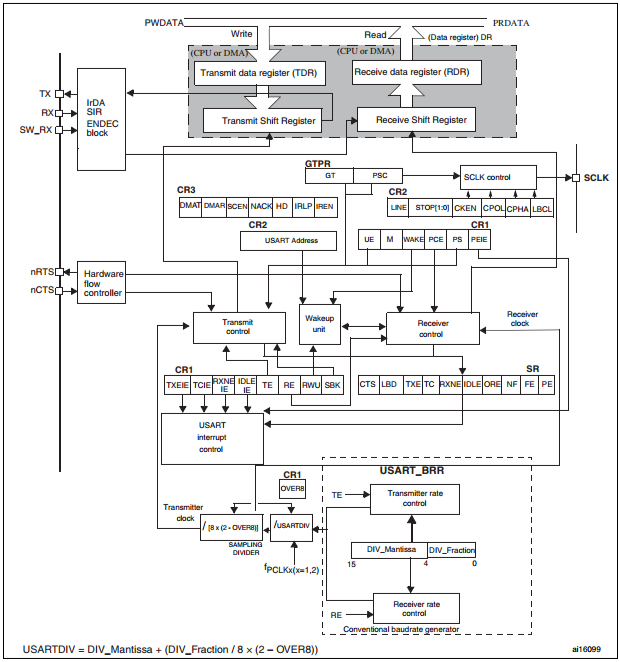 PWDATA
PRDATA
Write
Read
(Data register) DR
(CPU or DMA)
(CPU or DMA)
Transmit data register (TDR)
Receive data register (RDR)
TX
RX
SW_RX
IrDA
SIR
ENDEC
block
Transmit Shift Register
Receive Shift Register
GTPR
GT
PSC
SCLK control
SCLK
CR3
DMAT
DMAR
SCEN
NACK
HD
IRLP
IREN
CR2
LINE
STOP[1:0]
CKEN
CPOL
CPHA
LBCL
CR2
USART Address
CR1
UE
M
WAKE
PCE
PS
PEIE
nRTS
nCTS
Hardware
flow
controller
Transmit
control
Wakeup
unit
Receiver
control
Receiver
clock
CR1
TXEIE
TCIE
RXNE
IE
IDLE
IE
TE
RE
RWU
SBK
SR
CTS
LBD
TXE
TC
RXNE
IDLE
ORE
NF
FE
PE
USART
interrupt
control
USART_BRR
CR1
OVER8
TE
Transmitter rate
control
Transmitter
clock
/ [8 x (2 - OVER8)]
SAMPLING
DIVIDER
/USARTDIV
fPCLKx(x=1,2)
DIV_Mantissa
DIV_Fraction
15
4
0
RE
Receiver rate
control
Conventional baudrate generator
USARTDIV = DIV_Mantissa + (DIV_Fraction / 8 × (2 – OVER8))
ai16099